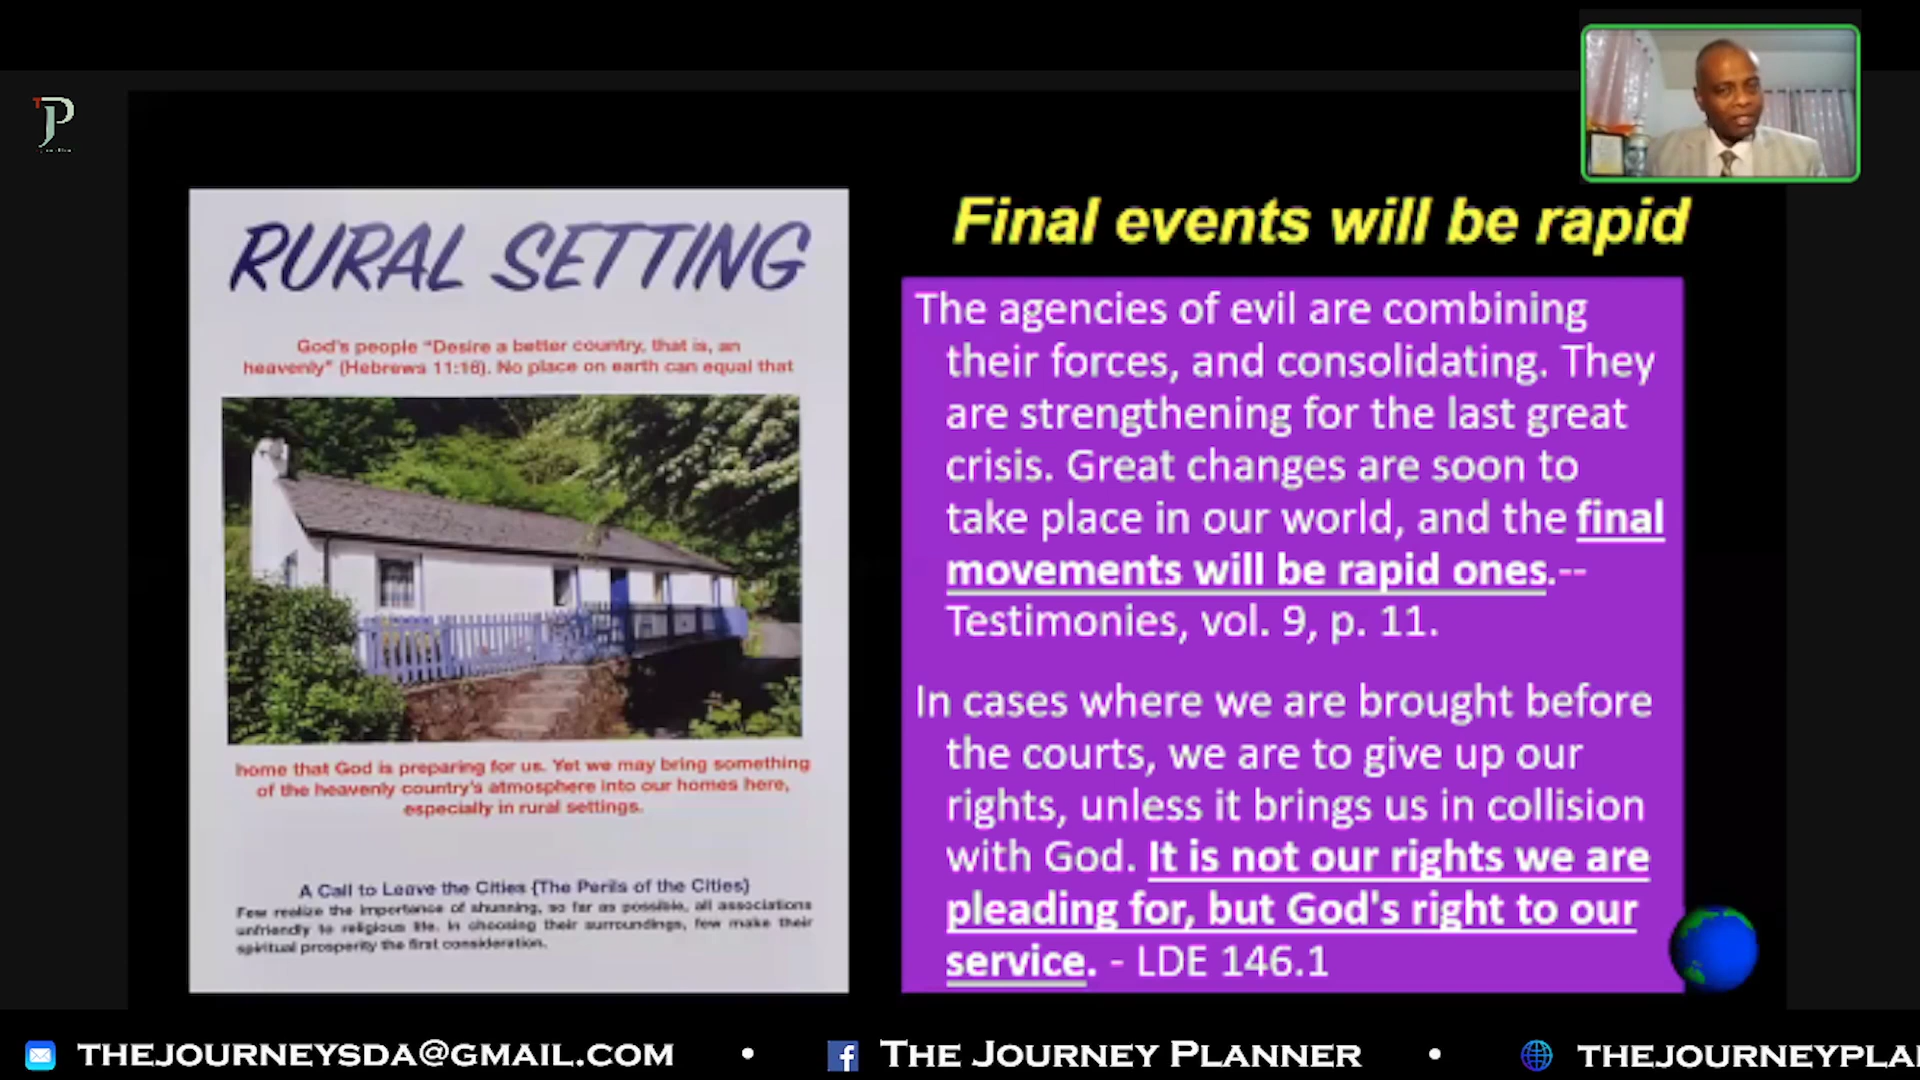 RURAL SETTING
God's people "Desire a better country, that is, an
heavenly" (Hebrews 11:16). No place on earth can equal that
home that God is preparing for us. Yet we may bring something
of the heavenly country's atmosphere into our homes here,
especially in rural settings.
A Call to Leave the Cities (The Perils of the Cities)
Few realize the importance of shunning, so far as possible, all associations
unfriendly to religious life. In choosing their surroundings, few make their
spiritual prosperity the first consideration.
Final events will be rapid
The agencies of evil are combining
their forces, and consolidating. They
are strengthening for the last great
crisis. Great changes are soon to
take place in our world, and the final
movements will be rapid ones.--
Testimonies, vol. 9, p. 11.
In cases where we are brought before
the courts, we are to give up our
rights, unless it brings us in collision
with God. It is not our rights we are
pleading for, but God's right to our
service. - LDE 146.1
THEJOURNEYSDA@GMAIL.COM • THE JOURNEY PLANNER • THEJOURNEYPLA